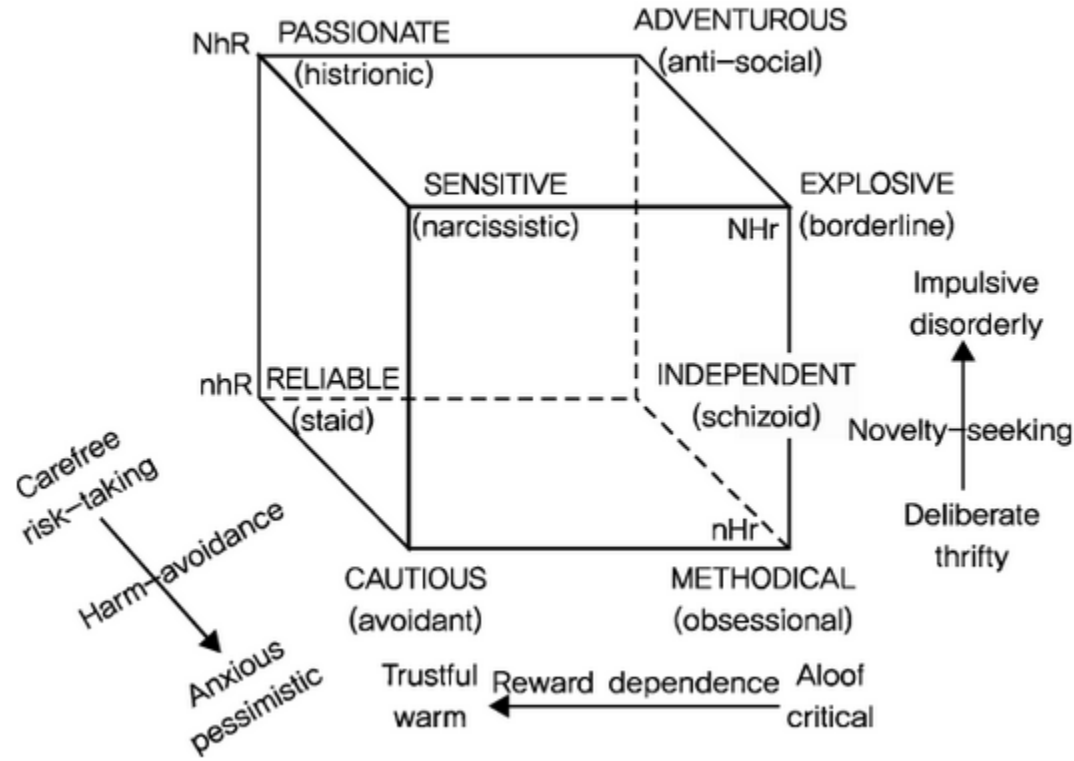 NhR
PASSIONATE
(histrionic)
ADVENTUROUS
(anti-social)
SENSITIVE
(narcissistic)
EXPLOSIVE
NHr
(borderline)
Impulsive
disorderly
nhR
RELIABLE
(staid)
INDEPENDENT
(schizoid)
Novelty-seeking
Carefree
risk-taking
Harm-avoidance
Deliberate
thrifty
nHr
CAUTIOUS
(avoidant)
METHODICAL
(obsessional)
Anxious
pessimistic
Trustful
warm
Reward dependence
Aloof
critical